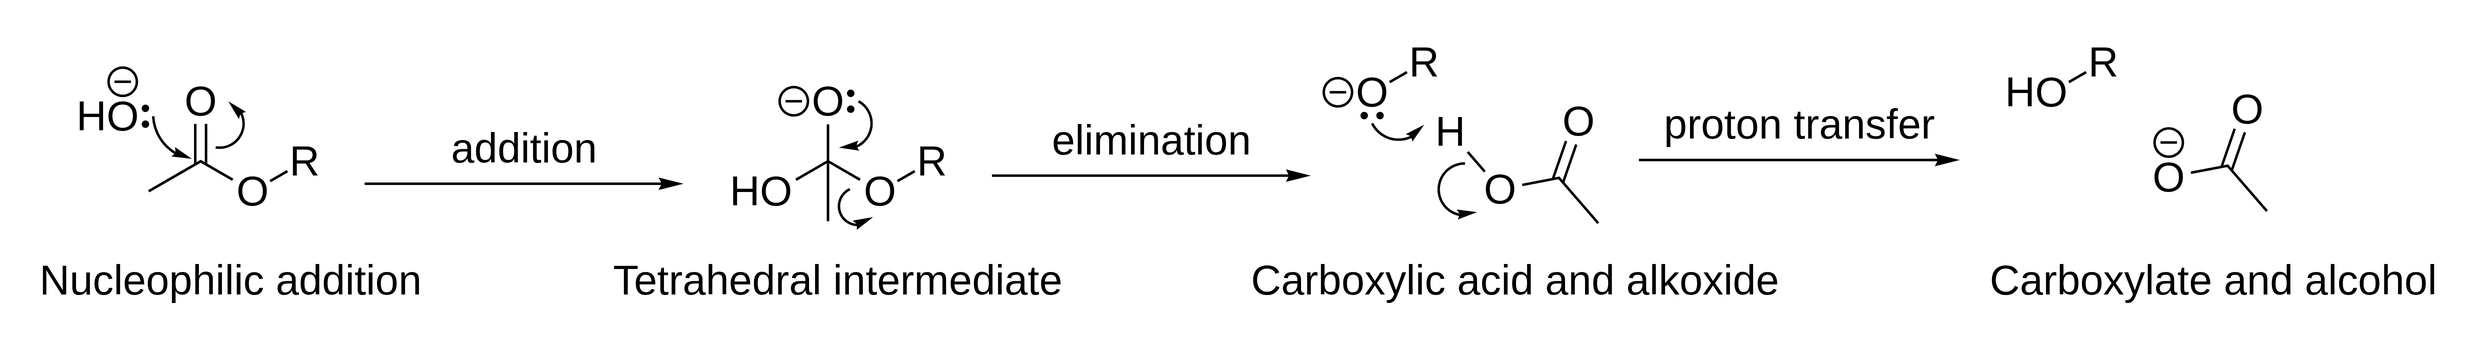 HO:
⊖
O
O
R
addition
⊖O:
HO
O
R
elimination
⊖O
R
H
O
O
proton transfer
HO
R
⊖
O
O
Nucleophilic addition
Tetrahedral intermediate
Carboxylic acid and alkoxide
Carboxylate and alcohol